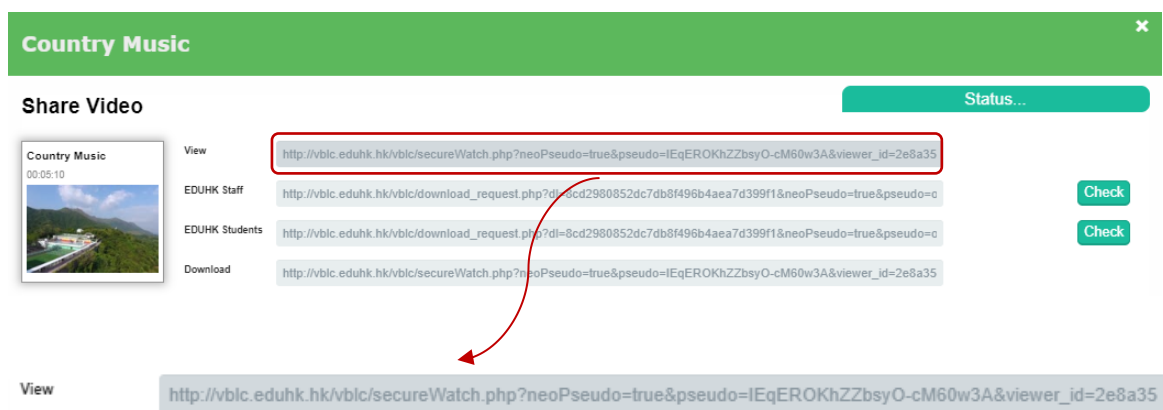 Country Music
×
Share Video
Status...
Country Music
00:05:10
View
http://vblc.eduhk.hk/vblc/secureWatch.php?neoPseudo=true&pseudo=IEqEROKhZZbsyO-cM60w3A&viewer_id=2e8a35
EDUHK Staff
http://vblc.eduhk.hk/vblc/download_request.php?dl=8cd2980852dc7db8f496b4aea7d399f1&neoPseudo=true&pseudo=c
Check
EDUHK Students
http://vblc.eduhk.hk/vblc/download_request.php?dl=8cd2980852dc7db8f496b4aea7d399f1&neoPseudo=true&pseudo=c
Check
Download
http://vblc.eduhk.hk/vblc/secureWatch.php?neoPseudo=true&pseudo=IEqEROKhZZbsyO-cM60w3A&viewer_id=2e8a35
View
http://vblc.eduhk.hk/vblc/secureWatch.php?neoPseudo=true&pseudo=IEqEROKhZZbsyO-cM60w3A&viewer_id=2e8a35